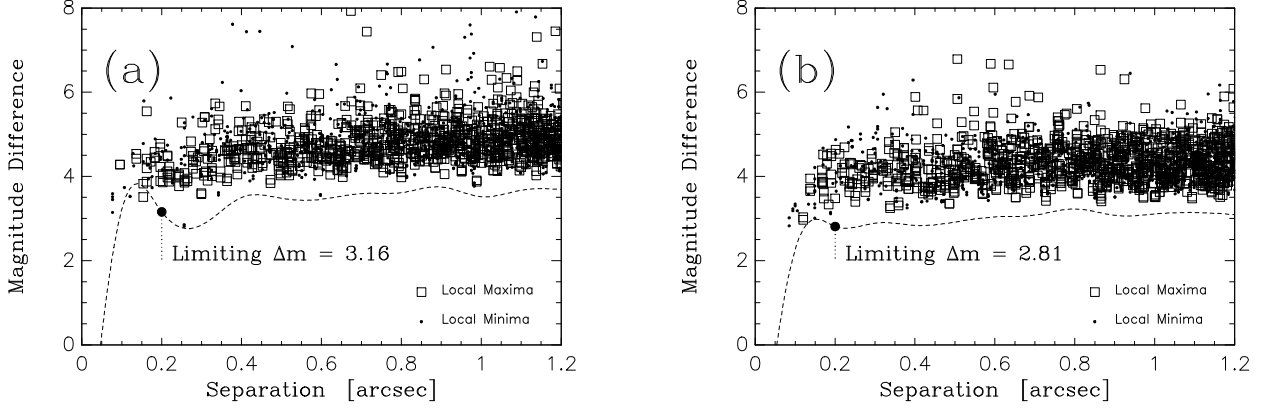 8
6
4
2
0
0 0.2 0.4 0.6 0.8 1 1.2
Magnitude Difference
Separation [arcsec]
(a)
Limiting Δm = 3.16
Local Maxima
Local Minima
8
6
4
2
0
0 0.2 0.4 0.6 0.8 1 1.2
Magnitude Difference
Separation [arcsec]
(b)
Limiting Δm = 2.81
Local Maxima
Local Minima